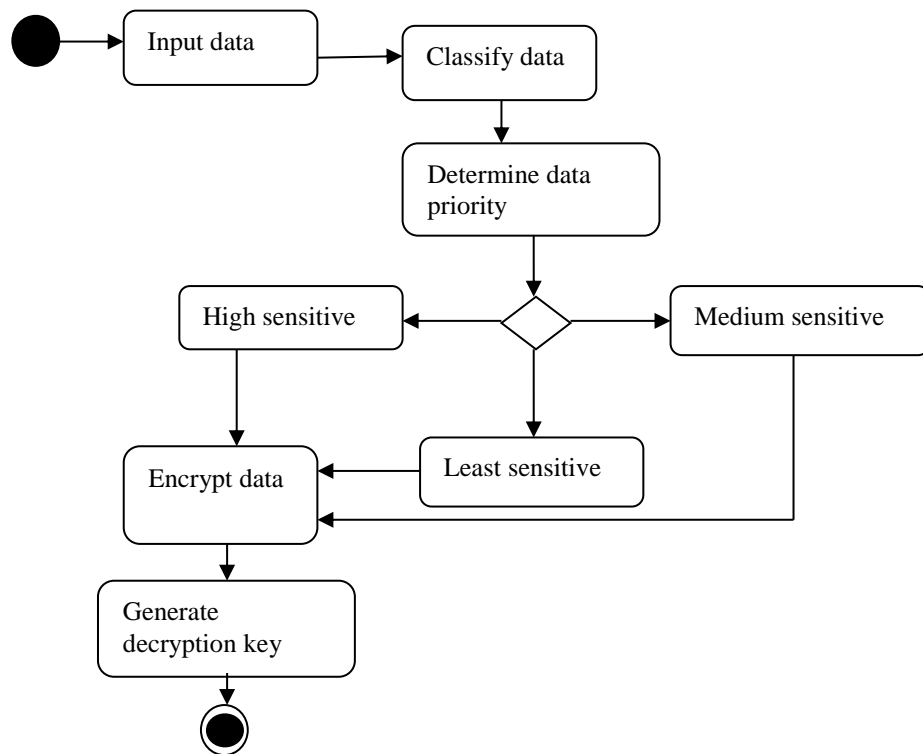 Input data
Classify data
Determine data
priority
High sensitive
Medium sensitive
Least sensitive
Encrypt data
Generate
decryption key